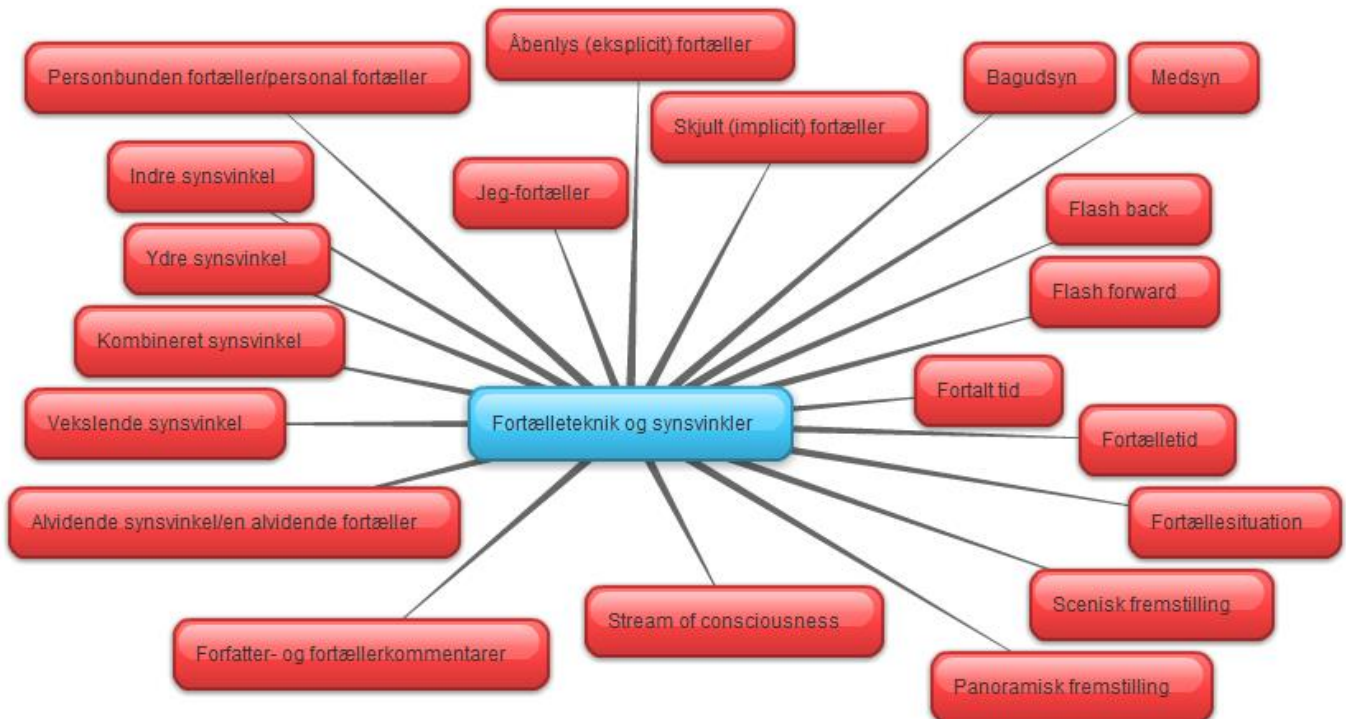 Åbenlys (eksplicit) fortæller
Personbunden fortæller/personal fortæller
Bagudsyn
Medsyn
Skjult (implicit) fortæller
Indre synsvinkel
Jeg-fortæller
Flash back
Ydre synsvinkel
Flash forward
Kombineret synsvinkel
Fortalt tid
Vekslende synsvinkel
Fortælleteknik og synsvinkler
Fortælletid
Alvidende synsvinkel/en alvidende fortæller
Fortællesituation
Scenisk fremstilling
Stream of consciousness
Forfatter- og fortællerkommentarer
Panoramisk fremstilling